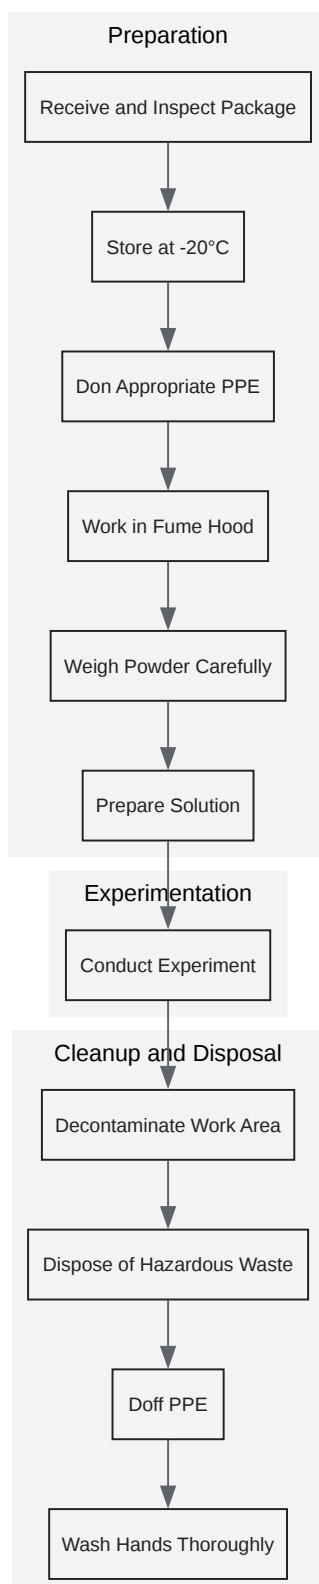 Preparation
Receive and Inspect Package
Store at -20°C
Don Appropriate PPE
Work in Fume Hood
Weigh Powder Carefully
Prepare Solution
Experimentation
Conduct Experiment
Cleanup and Disposal
Decontaminate Work Area
Dispose of Hazardous Waste
Doff PPE
Wash Hands Thoroughly